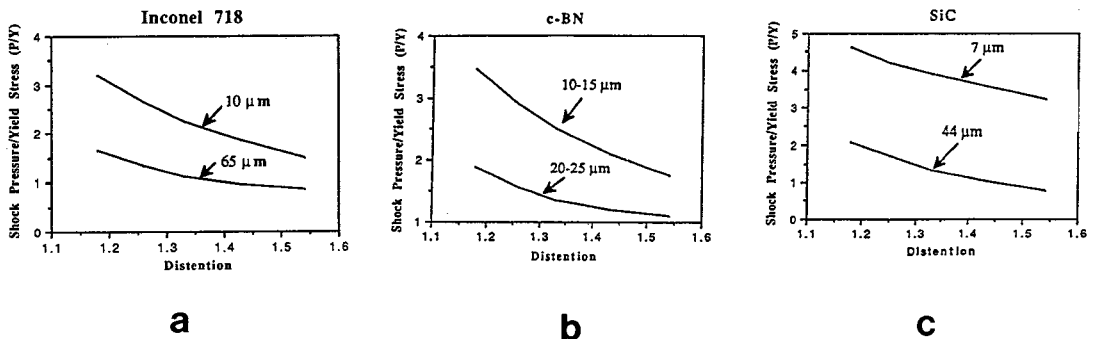 Inconel 718
Shock Pressure/Yield Stress (P/Y)
4
3
2
1
0
10 µm
65 µm
1.1 1.2 1.3 1.4 1.5 1.6
Distention
a
c-BN
Shock Pressure/Yield Stress (P/Y)
4
3
2
1
10-15 µm
20-25 µm
1.1 1.2 1.3 1.4 1.5 1.6
Distention
b
SiC
Shock Pressure/Yield Stress (P/Y)
5
4
3
2
1
0
7 µm
44 µm
1.1 1.2 1.3 1.4 1.5 1.6
Distention
c